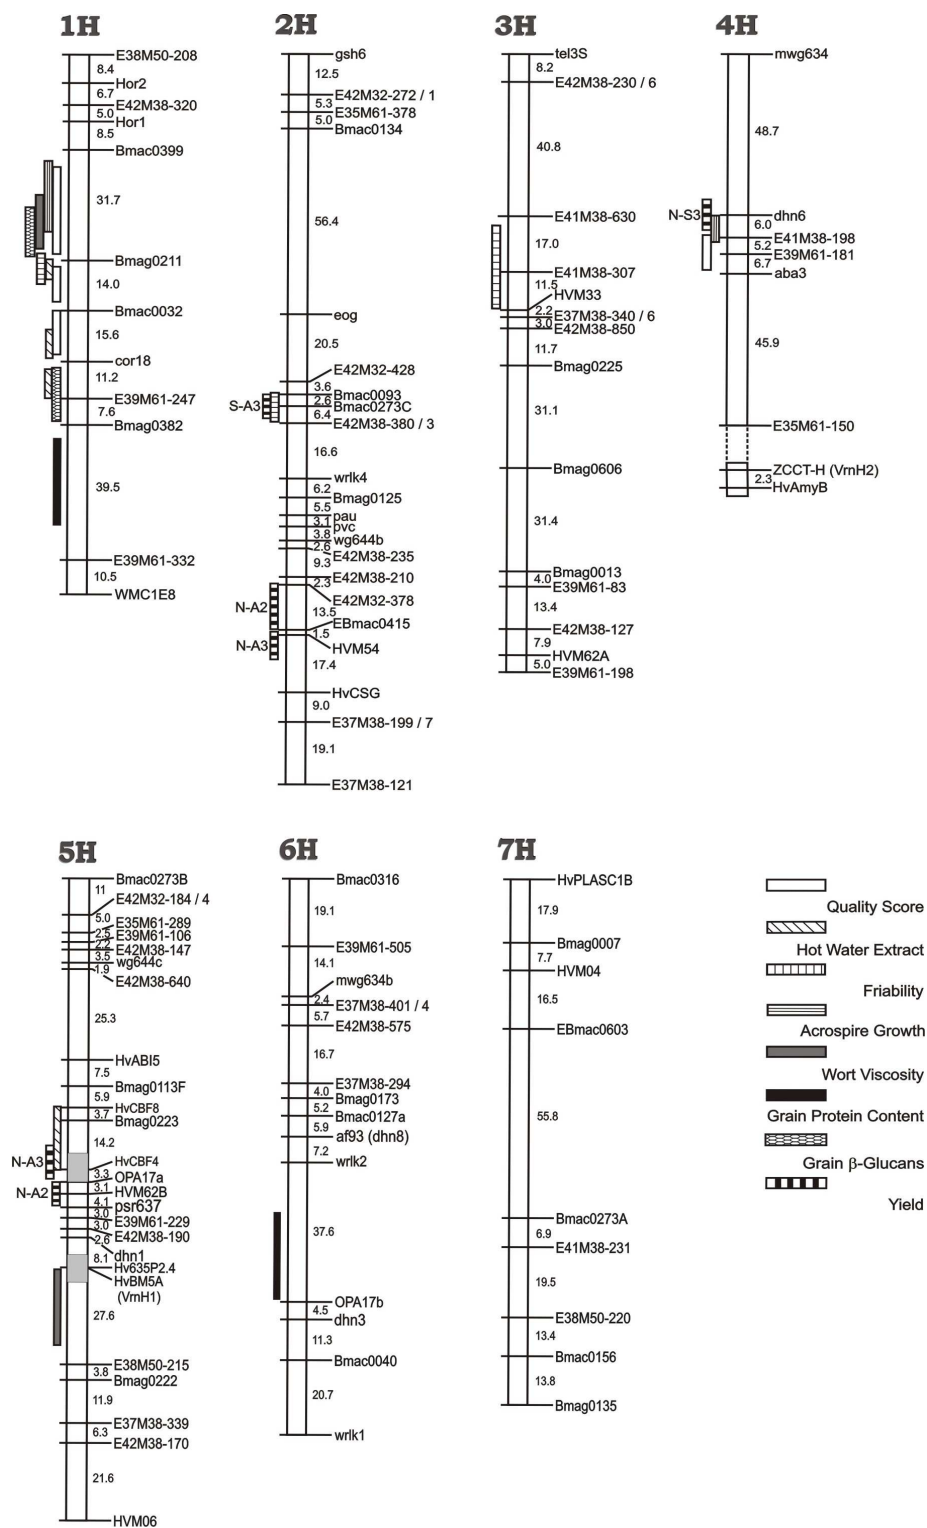 1H
E38M50-208
8.4
Hor2
6.7
E42M38-320
5.0
Hor1
8.5
Bmac0399
31.7
Bmag0211
14.0
Bmac0032
15.6
cor18
11.2
E39M61-247
7.6
Bmag0382
39.5
E39M61-332
10.5
WMC1E8
2H
gsh6
12.5
E42M32-272 / 1
5.3
E35M61-378
5.0
Bmac0134
56.4
eog
20.5
E42M32-428
3.6
Bmac0093
2.6
S-A3
Bmac0273C
6.4
E42M38-380 / 3
16.6
wrlk4
6.2
Bmag0125
5.5
pau
3.1
pvc
3.8
wg644b
2.6
E42M38-235
9.3
E42M38-210
2.3
E42M32-378
N-A2
13.5
EBmac0415
1.5
N-A3
HVM54
17.4
HvCSG
9.0
E37M38-199 / 7
19.1
E37M38-121
3H
tel3S
8.2
E42M38-230 / 6
40.8
E41M38-630
17.0
E41M38-307
11.5
HVM33
2.2
E37M38-340 / 6
3.0
E42M38-850
11.7
Bmag0225
31.1
Bmag0606
31.4
Bmag0013
4.0
E39M61-83
13.4
E42M38-127
7.9
HVM62A
5.0
E39M61-198
4H
mwg634
48.7
N-S3
dhn6
6.0
E41M38-198
5.2
E39M61-181
6.7
aba3
45.9
E35M61-150
ZCCT-H (VrnH2)
2.3
HvAmyB
5H
Bmac0273B
11
E42M32-184 / 4
5.0
E35M61-289
2.5
E39M61-106
2.2
E42M38-147
3.5
wg644c
1.9
E42M38-640
25.3
HvABI5
7.5
Bmag0113F
5.9
HvCBF8
3.7
Bmag0223
14.2
N-A3
HvCBF4
3.3
OPA17a
3.1
N-A2
HVM62B
4.1
psr637
3.0
E39M61-229
3.0
E42M38-190
2.6
dhn1
8.1
Hv635P2.4
HvBM5A
(VrnH1)
27.6
E38M50-215
3.8
Bmag0222
11.9
E37M38-339
6.3
E42M38-170
21.6
HVM06
6H
Bmac0316
19.1
E39M61-505
14.1
mwg634b
2.4
E37M38-401 / 4
5.7
E42M38-575
16.7
E37M38-294
4.0
Bmag0173
5.2
Bmac0127a
5.9
af93 (dhn8)
7.2
wrlk2
37.6
OPA17b
4.5
dhn3
11.3
Bmac0040
20.7
wrlk1
7H
HvPLASC1B
17.9
Bmag0007
7.7
HVM04
16.5
EBmac0603
55.8
Bmac0273A
6.9
E41M38-231
19.5
E38M50-220
13.4
Bmac0156
13.8
Bmag0135
Quality Score
Hot Water Extract
Friability
Acrospire Growth
Wort Viscosity
Grain Protein Content
Grain β-Glucans
Yield